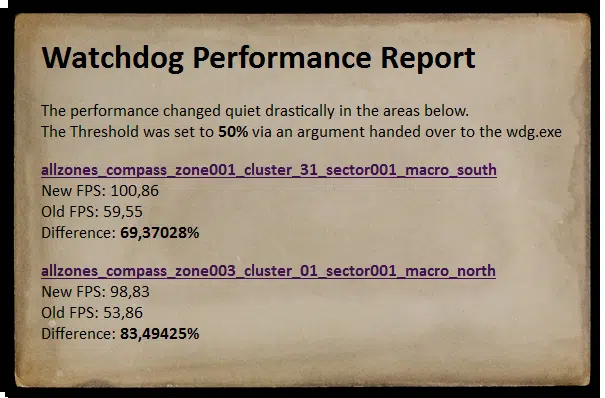 Watchdog Performance Report
The performance changed quiet drastically in the areas below.
The Threshold was set to 50% via an argument handed over to the wdg.exe
allzones_compass_zone001_cluster_31_sector001_macro_south
New FPS: 100,86
Old FPS: 59,55
Difference: 69,37028%
allzones_compass_zone003_cluster_01_sector001_macro_north
New FPS: 98,83
Old FPS: 53,86
Difference: 83,49425%